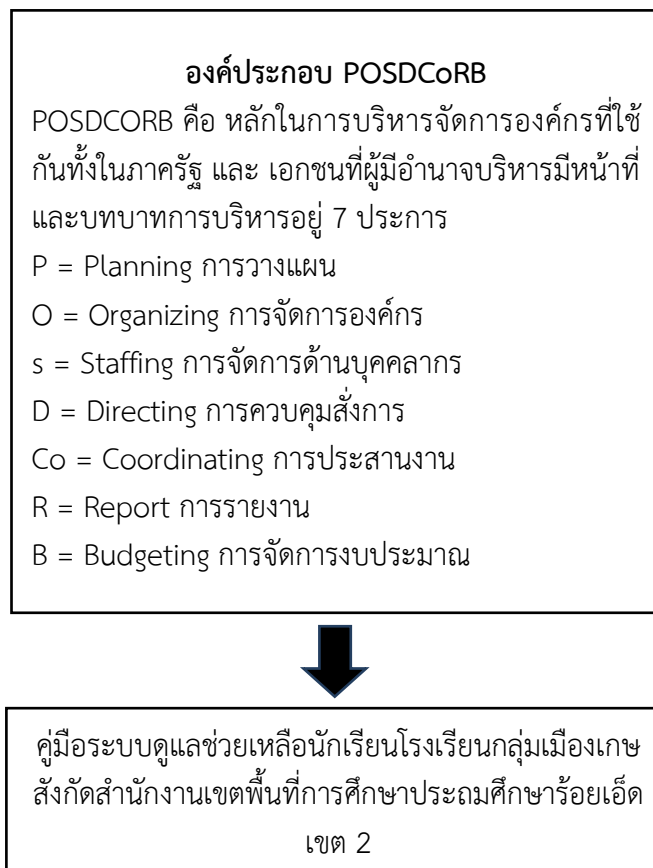 องค์ประกอบ POSDCoRB
POSDCORB คือ หลักในการบริหารจัดการองค์กรที่ใช้
กันทั้งในภาครัฐ และ เอกชนที่ผู้มีอำนาจบริหารมีหน้าที่
และบทบาทการบริหารอยู่ 7 ประการ
P = Planning การวางแผน
O = Organizing การจัดการองค์กร
s = Staffing การจัดการด้านบุคคลากร
D = Directing การควบคุมสั่งการ
Co = Coordinating การประสานงาน
R = Report การรายงาน
B = Budgeting การจัดการงบประมาณ
คู่มือระบบดูแลช่วยเหลือนักเรียนโรงเรียนกลุ่มเมืองเกษ
สังกัดสำนักงานเขตพื้นที่การศึกษาประถมศึกษาร้อยเอ็ด
เขต 2